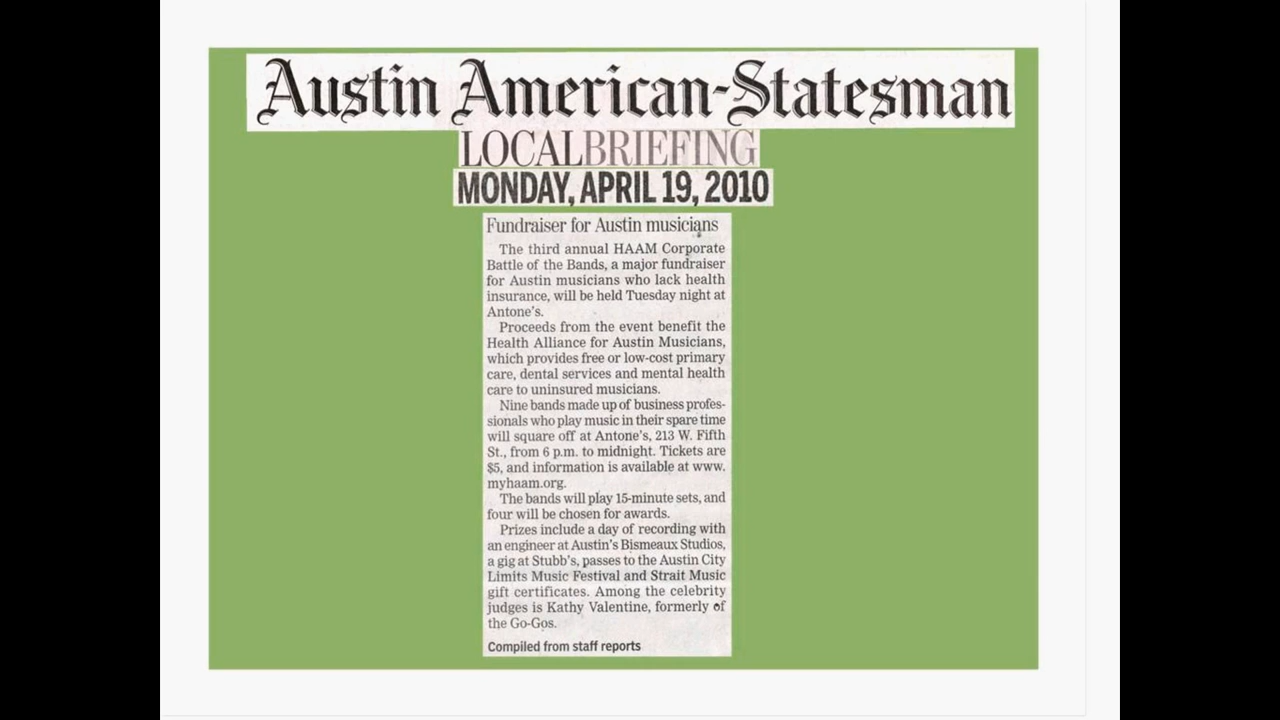 Austin American-Statesman
LOCALBRIEFING
MONDAY, APRIL 19, 2010
Fundraiser for Austin musicians
The third annual HAAM Corporate
Battle of the Bands, a major fundraiser
for Austin musicians who lack health
insurance, will be held Tuesday night at
Antone's.
Proceeds from the event benefit the
Health Alliance for Austin Musicians,
which provides free or low-cost primary
care, dental services and mental health
care to uninsured musicians.
Nine bands made up of business profes-
sionals who play music in their spare time
will square off at Antone's, 213 W. Fifth
St., from 6 p.m. to midnight. Tickets are
$5, and information is available at www.
myhaam.org.
The bands will play 15-minute sets, and
four will be chosen for awards.
Prizes include a day of recording with
an engineer at Austin's Bismeaux Studios,
a gig at Stubb's, passes to the Austin City
Limits Music Festival and Strait Music
gift certificates. Among the celebrity
judges is Kathy Valentine, formerly of
the Go-Gos.
Compiled from staff reports